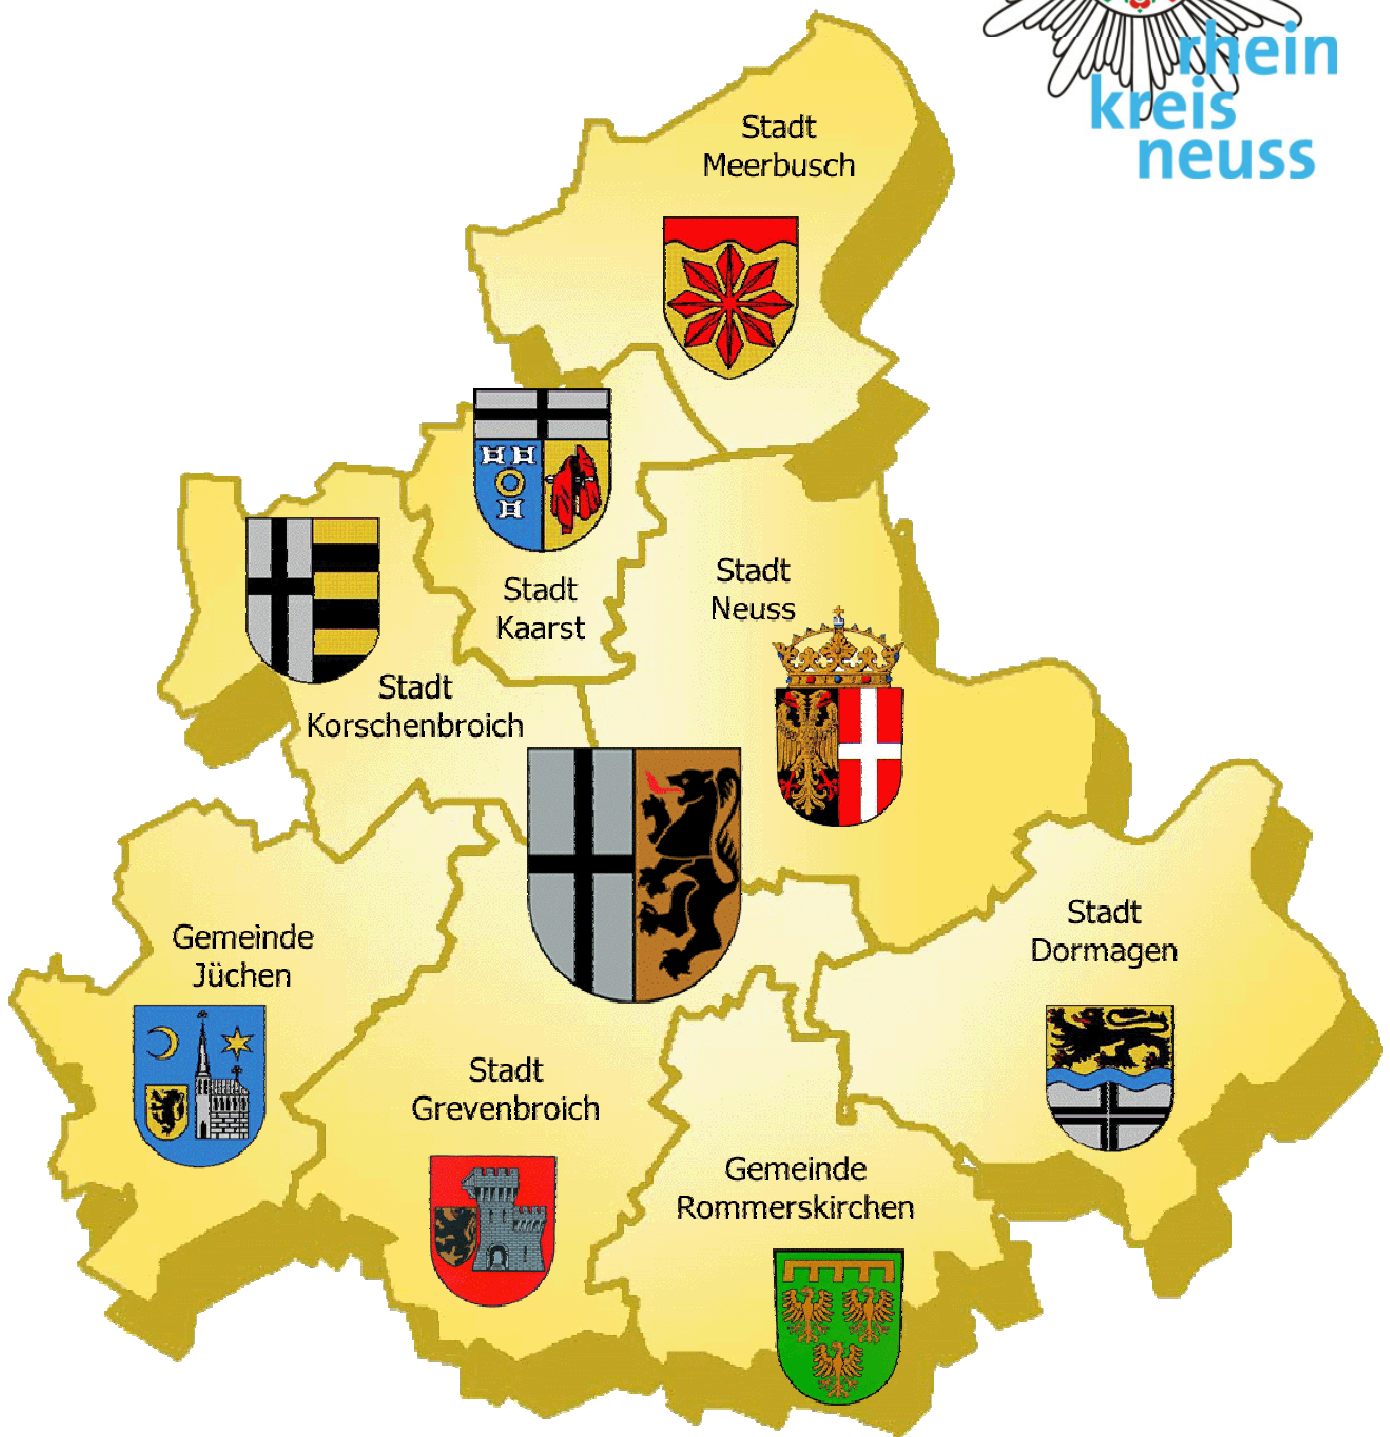 rhein
kreis
neuss
Stadt
Meerbusch
Stadt
Kaarst
Stadt
Neuss
Stadt
Korschenbroich
Gemeinde
Jüchen
Stadt
Dormagen
Stadt
Grevenbroich
Gemeinde
Rommerskirchen